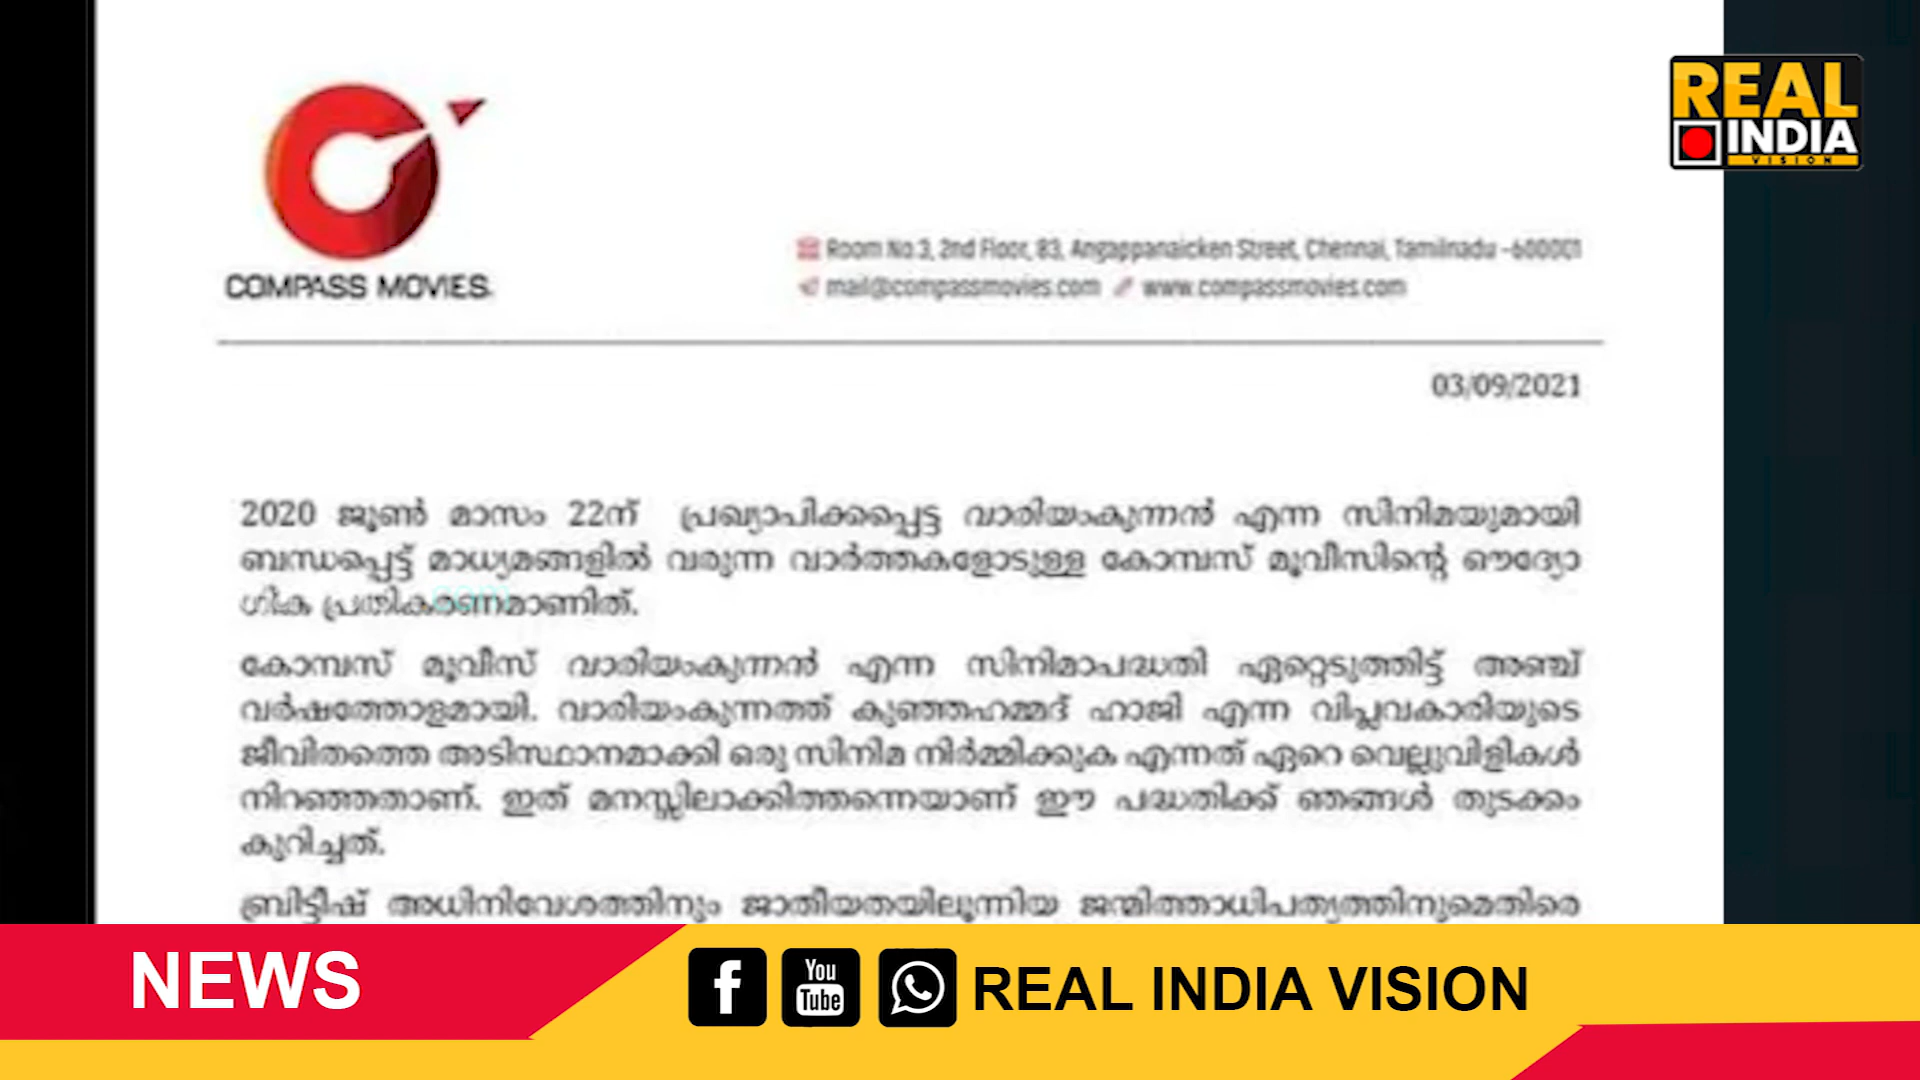 REAL
INDIA
VISION
COMPASS MOVIES
Room No.3, 2nd Floor, 83, Angappanaicken Street, Chennai, Tamilnadu -600001
mail@compassmovies.com www.compassmovies.com
03/09/2021
2020 ജൂൺ മാസം 22ന് പ്രഖ്യാപിക്കപ്പെട്ട വാരിയംകുന്നൻ എന്ന സിനിമയുമായി
ബന്ധപ്പെട്ട് മാധ്യമങ്ങളിൽ വരുന്ന വാർത്തകളോടുള്ള കോമ്പസ് മൂവീസിന്റെ ഔദ്യോ
ഗിക പ്രതികരണമാണിത്.
കോമ്പസ് മൂവീസ് വാരിയംകുന്നൻ എന്ന സിനിമാപദ്ധതി ഏറ്റെടുത്തിട്ട് അഞ്ച്
വർഷത്തോളമായി. വാരിയംകുന്നത്ത് കുഞ്ഞഹമ്മദ് ഹാജി എന്ന വിപ്ലവകാരിയുടെ
ജീവിതത്തെ അടിസ്ഥാനമാക്കി ഒരു സിനിമ നിർമ്മിക്കുക എന്നത് ഏറെ വെല്ലുവിളികൾ
നിറഞ്ഞതാണ്. ഇത് മനസ്സിലാക്കിത്തന്നെയാണ് ഈ പദ്ധതിക്ക് ഞങ്ങൾ തുടക്കം
കുറിച്ചത്.
ബ്രിട്ടീഷ് അധിനിവേശത്തിനും ജാതീയതയിലൂന്നിയ ജന്മിത്താധിപത്യത്തിനുമെതിരെ
NEWS
f You Tube REAL INDIA VISION